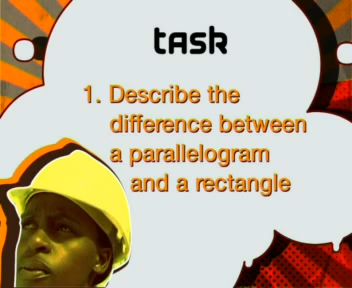 task
1. Describe the
difference between
a parallelogram
and a rectangle